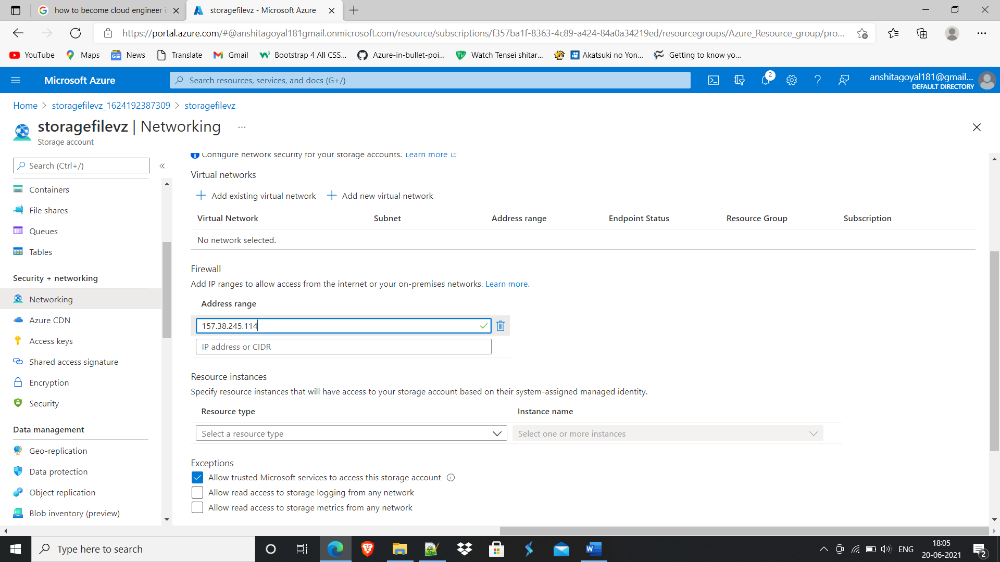 how to become cloud engineer i
storagefilevz - Microsoft Azure
https://portal.azure.com/#@anshitagoyal181gmail.onmicrosoft.com/resource/subscriptions/f357ba1f-8363-4c89-a424-84a0a34219ed/resourcegroups/Azure_Resource_group/pro...
YouTube Maps News Translate Gmail Bootstrap 4 All CSS... Azure-in-bullet-poi... Watch Tensei shitar... Akatsuki no Yon... Getting to know yo...
Microsoft Azure
Search resources, services, and docs (G+/)
2
anshitagoyal181@gmail...
DEFAULT DIRECTORY
Home > storagefilevz_1624192387309 > storagefilevz
storagefilevz | Networking ...
Storage account
Search (Ctrl+/)
«
Containers
File shares
Queues
Tables
Security + networking
Networking
Azure CDN
Access keys
Shared access signature
Encryption
Security
Data management
Geo-replication
Data protection
Object replication
Blob inventory (preview)
Configure network security for your storage accounts. Learn more
Virtual networks
+ Add existing virtual network + Add new virtual network
Virtual Network Subnet Address range Endpoint Status Resource Group Subscription
No network selected.
Firewall
Add IP ranges to allow access from the internet or your on-premises networks. Learn more.
Address range
157.38.245.114
IP address or CIDR
Resource instances
Specify resource instances that will have access to your storage account based on their system-assigned managed identity.
Resource type Instance name
Select a resource type Select one or more instances
Exceptions
Allow trusted Microsoft services to access this storage account
Allow read access to storage logging from any network
Allow read access to storage metrics from any network
Type here to search
ENG
18:05
20-06-2021
2